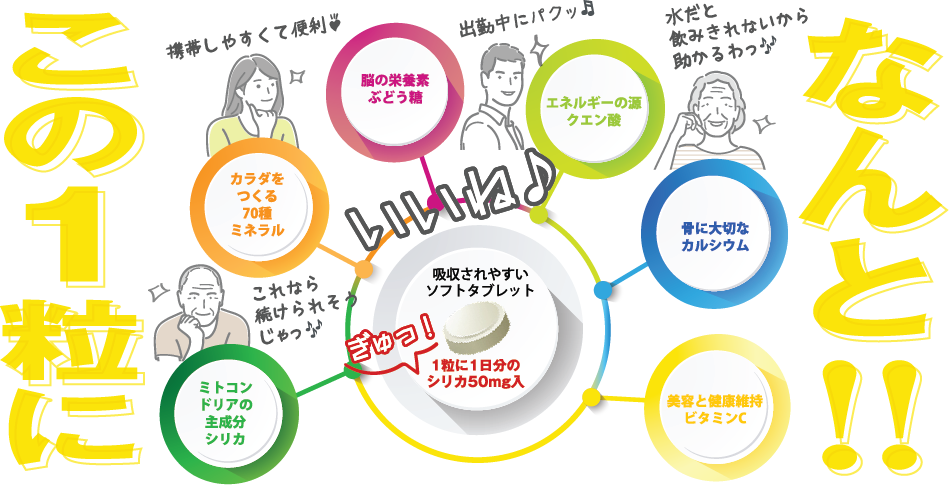 なんと!!
この1粒に
携帯しやすくて便利♥
出勤中にパクッ♬
水だと
飲みきれないから
助かるわっ♪
脳の栄養素
ぶどう糖
エネルギーの源
クエン酸
カラダを
つくる
70種
ミネラル
いいね♪
骨に大切な
カルシウム
吸収されやすい
ソフトタブレット
これなら
続けられそう
じゃっ♪
ぎゅっ!
1粒に1日分の
シリカ50mg入
ミトコン
ドリアの
主成分
シリカ
美容と健康維持
ビタミンC